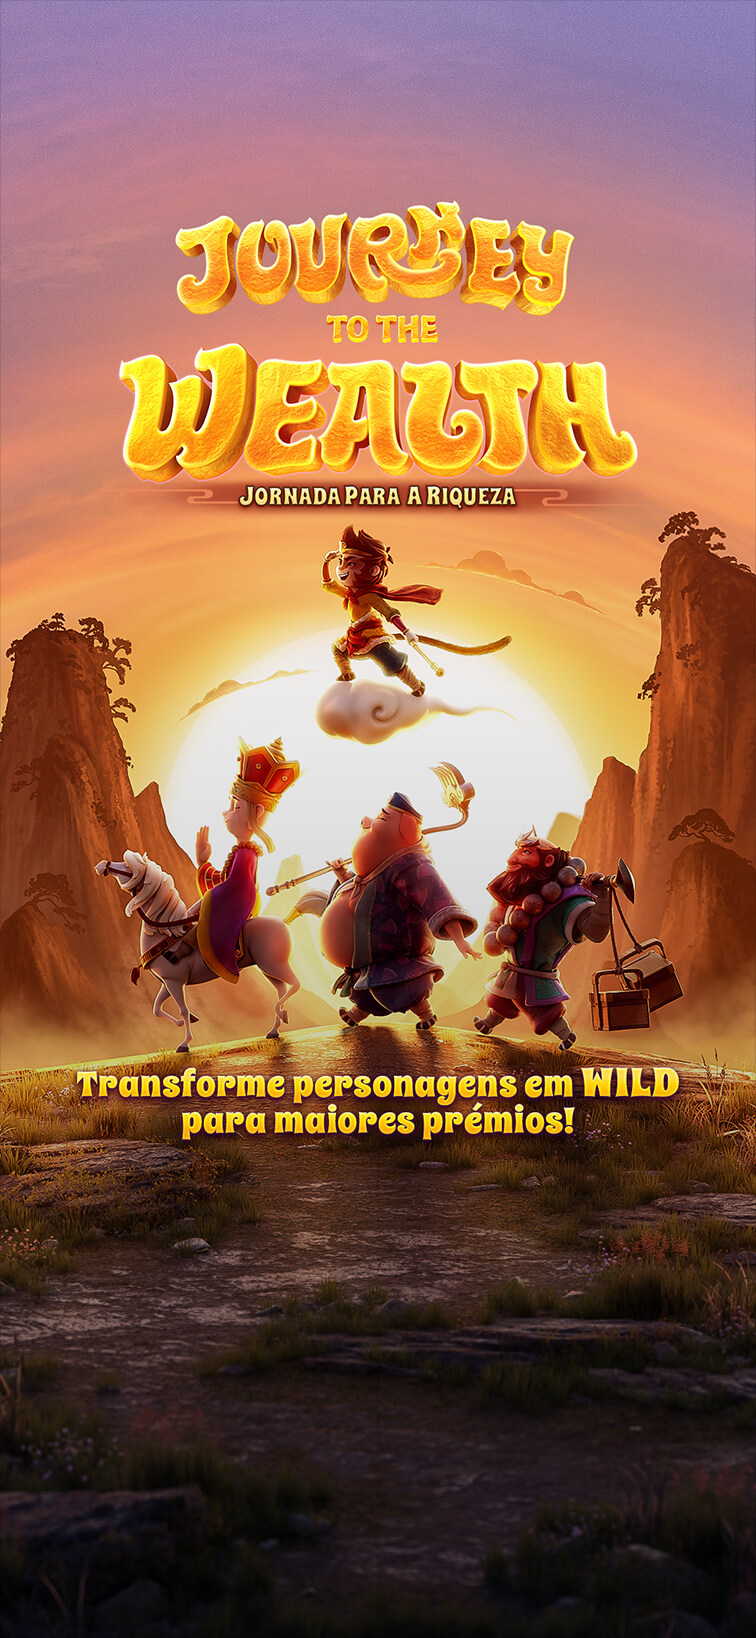 JOURNEY
TO THE
WEALTH
JORNADA PARA A RIQUEZA
Transforme personagens em WILD
para maiores prémios!